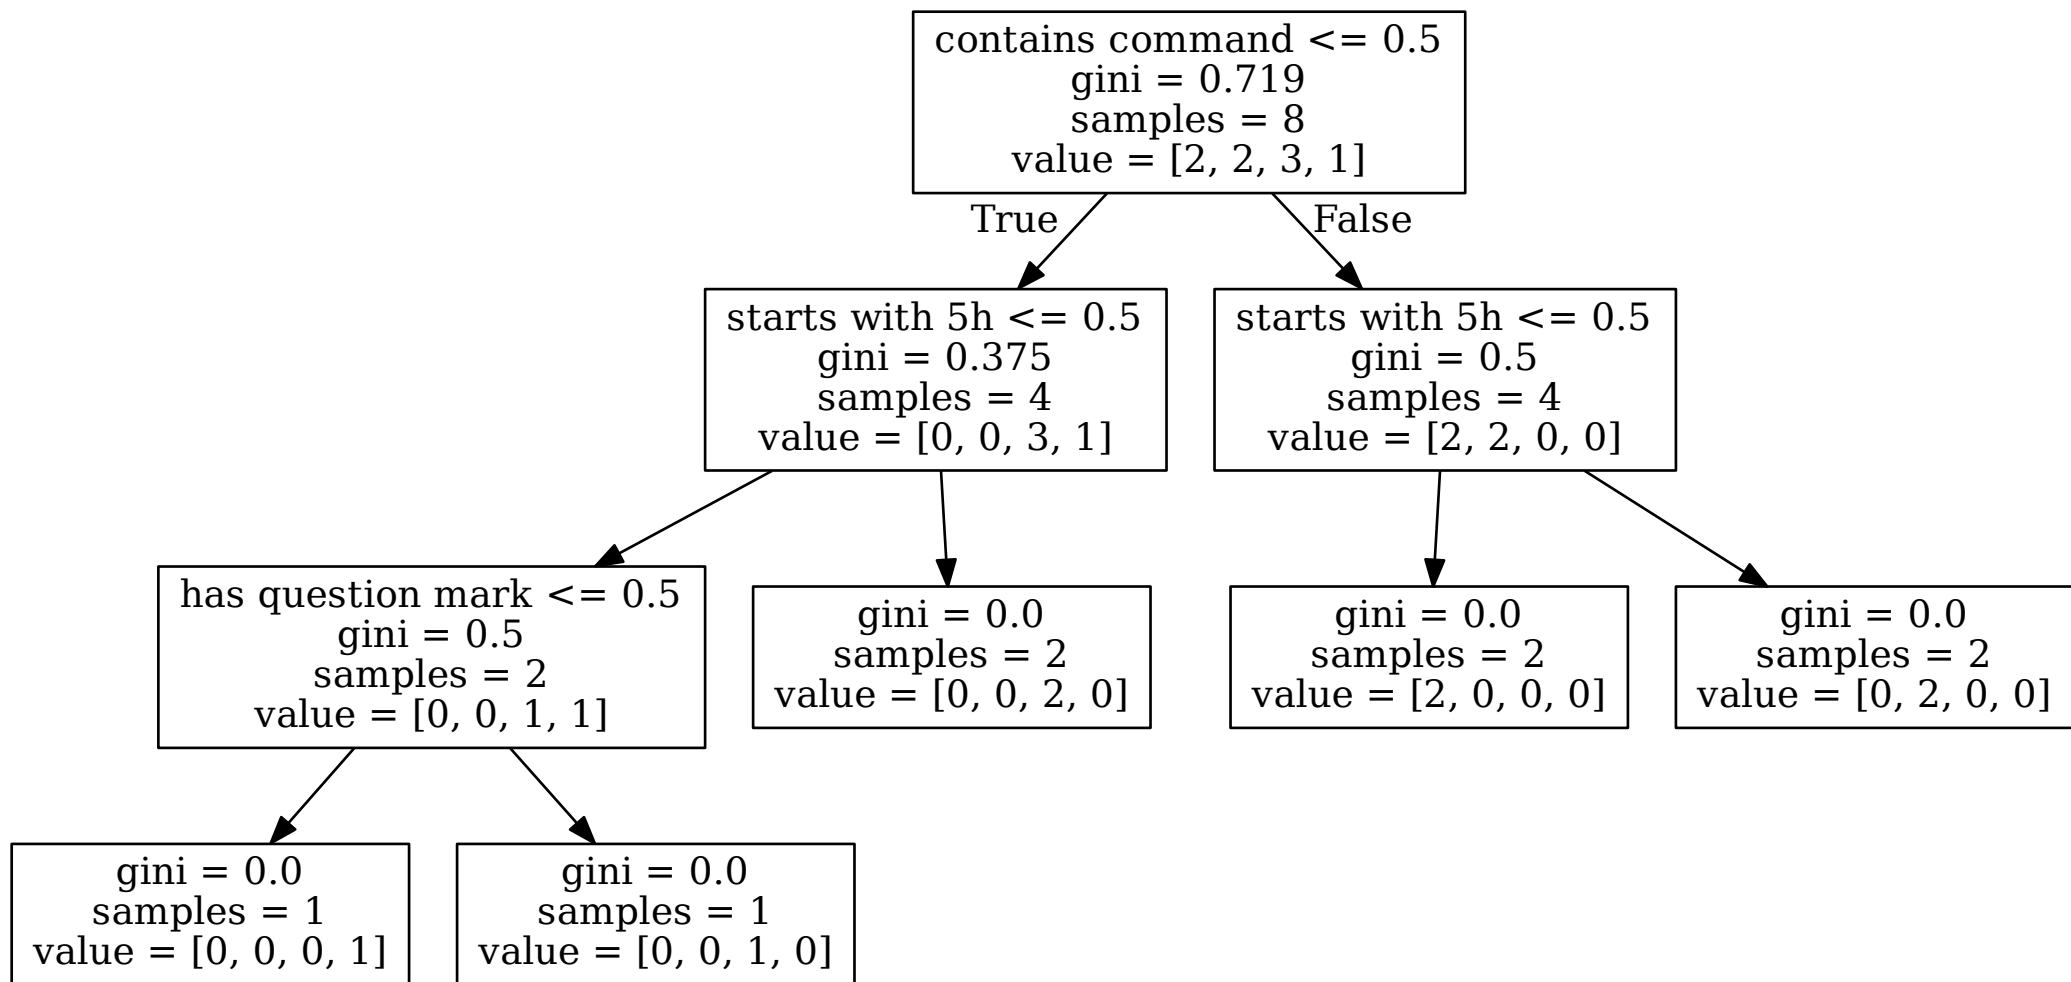 contains command <= 0.5
gini = 0.719
samples = 8
value = [2, 2, 3, 1]
True
False
starts with 5h <= 0.5
gini = 0.375
samples = 4
value = [0, 0, 3, 1]
starts with 5h <= 0.5
gini = 0.5
samples = 4
value = [2, 2, 0, 0]
has question mark <= 0.5
gini = 0.5
samples = 2
value = [0, 0, 1, 1]
gini = 0.0
samples = 2
value = [0, 0, 2, 0]
gini = 0.0
samples = 2
value = [2, 0, 0, 0]
gini = 0.0
samples = 2
value = [0, 2, 0, 0]
gini = 0.0
samples = 1
value = [0, 0, 0, 1]
gini = 0.0
samples = 1
value = [0, 0, 1, 0]